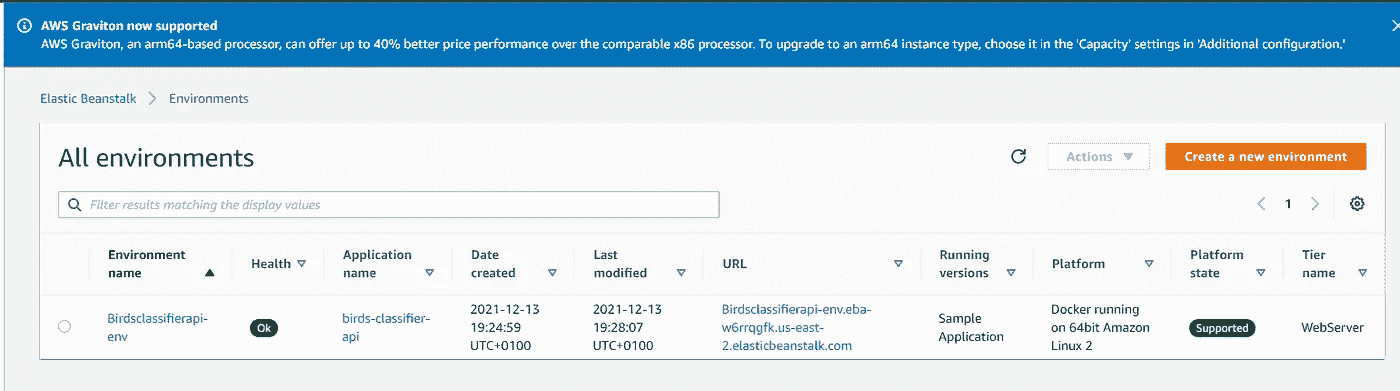 AWS Graviton now supported
AWS Graviton, an arm64-based processor, can offer up to 40% better price performance over the comparable x86 processor. To upgrade to an arm64 instance type, choose it in the 'Capacity' settings in 'Additional configuration.'
Elastic Beanstalk
Environments
All environments
Actions
Create a new environment
Filter results matching the display values
1
Environment
name
Health
Application
name
Date
created
Last
modified
URL
Running
versions
Platform
Platform
state
Tier
name
Birdsclassifierapi-
env
Ok
birds-classifier-
api
2021-12-13
19:24:59
UTC+0100
2021-12-13
19:28:07
UTC+0100
Birdsclassifierapi-env.eba-
w6rrqgfk.us-east-
2.elasticbeanstalk.com
Sample
Application
Docker running
on 64bit Amazon
Linux 2
Supported
WebServer